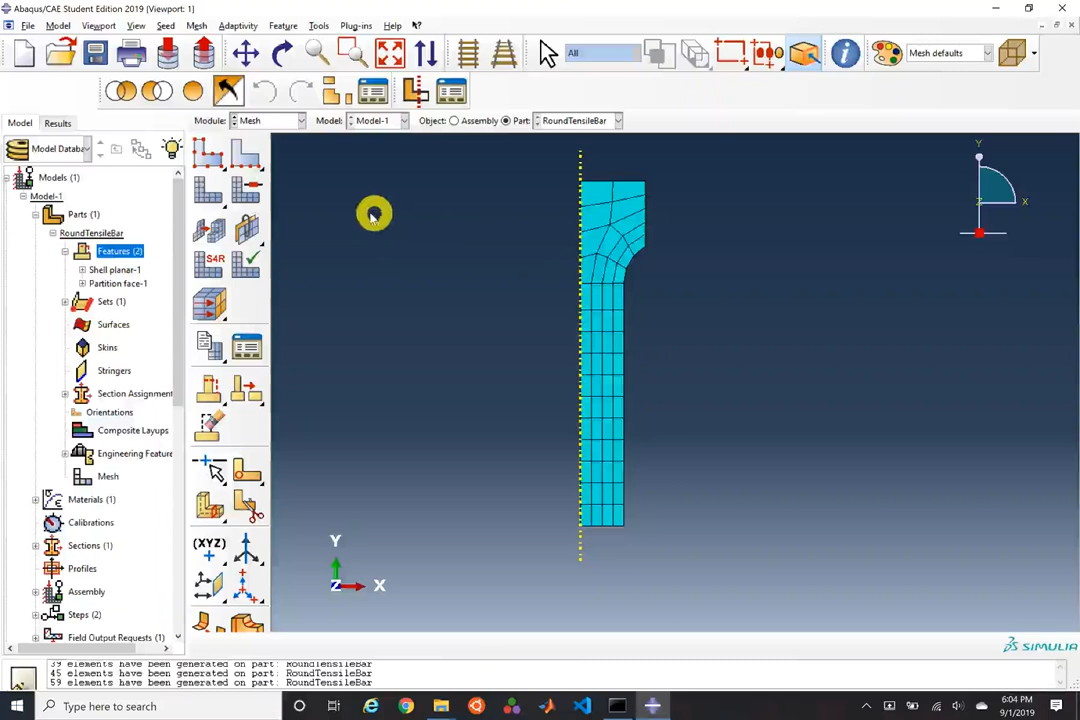 Abaqus/CAE Student Edition 2019 [Viewport: 1]
File Model Viewport View Seed Mesh Adaptivity Feature Tools Plug-ins Help
All Mesh defaults
Model Results Module: Mesh Model: Model-1 Object: Assembly Part: RoundTensileBar
Model Databa
Models (1)
Model-1
Parts (1)
RoundTensileBar
Features (2)
Shell planar-1
Partition face-1
Sets (1)
Surfaces
Skins
Stringers
Section Assignment
Orientations
Composite Layups
Engineering Feature
Mesh
Materials (1)
Calibrations
Sections (1)
Profiles
Assembly
Steps (2)
Field Output Requests (1)
S4R
(XYZ)
Y
X
Z
Y
Z
X
SIMULIA
39 elements have been generated on part: RoundTensileBar
45 elements have been generated on part: RoundTensileBar
59 elements have been generated on part: RoundTensileBar
Type here to search
6:04 PM
9/1/2019